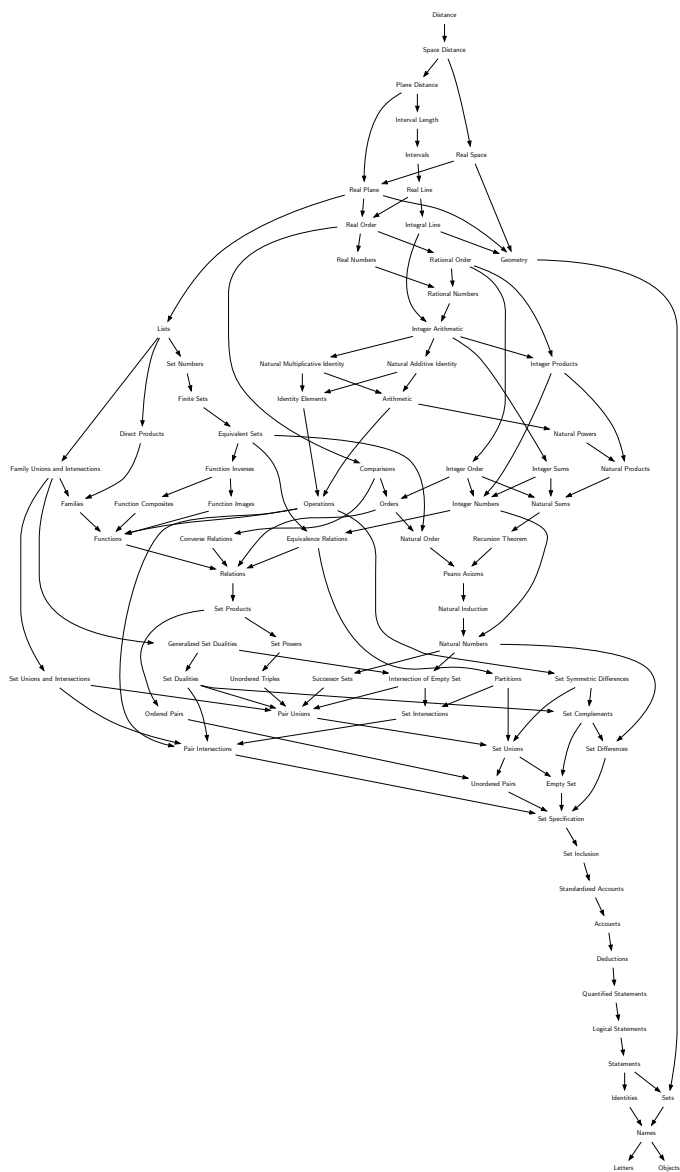 Distance
Space Distance
Plane Distance
Interval Length
Intervals
Real Space
Real Plane
Real Line
Real Order
Integral Line
Real Numbers
Rational Order
Geometry
Rational Numbers
Lists
Integer Arithmetic
Set Numbers
Natural Multiplicative Identity
Natural Additive Identity
Integer Products
Finite Sets
Identity Elements
Arithmetic
Direct Products
Equivalent Sets
Natural Powers
Family Unions and Intersections
Function Inverses
Comparisons
Integer Order
Integer Sums
Natural Products
Families
Function Composites
Function Images
Operations
Orders
Integer Numbers
Natural Sums
Functions
Converse Relations
Equivalence Relations
Natural Order
Recursion Theorem
Relations
Peano Axioms
Set Products
Natural Induction
Generalized Set Dualities
Set Powers
Natural Numbers
Set Unions and Intersections
Set Dualities
Unordered Triples
Successor Sets
Intersection of Empty Set
Partitions
Set Symmetric Differences
Ordered Pairs
Pair Unions
Set Intersections
Set Complements
Pair Intersections
Set Unions
Set Differences
Unordered Pairs
Empty Set
Set Specification
Set Inclusion
Standardized Accounts
Accounts
Deductions
Quantified Statements
Logical Statements
Statements
Identities
Sets
Names
Letters
Objects